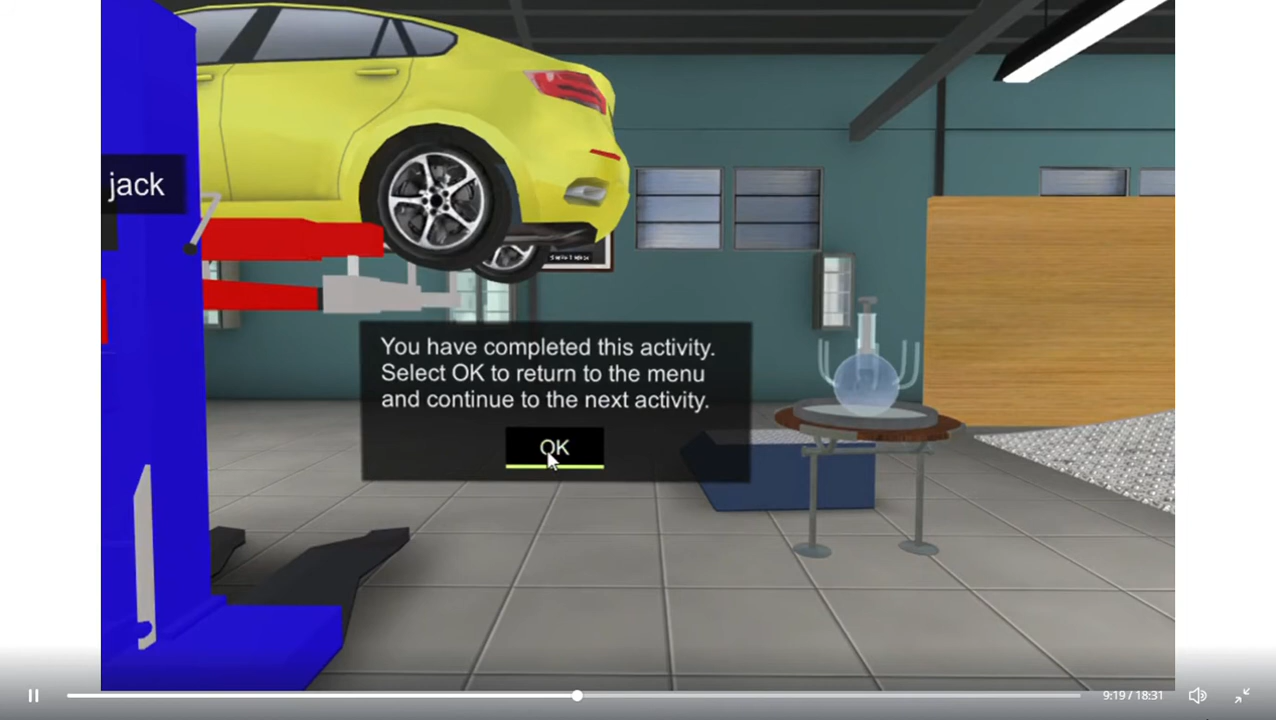 jack
You have completed this activity.
Select OK to return to the menu
and continue to the next activity.
OK
9:19 / 18:31